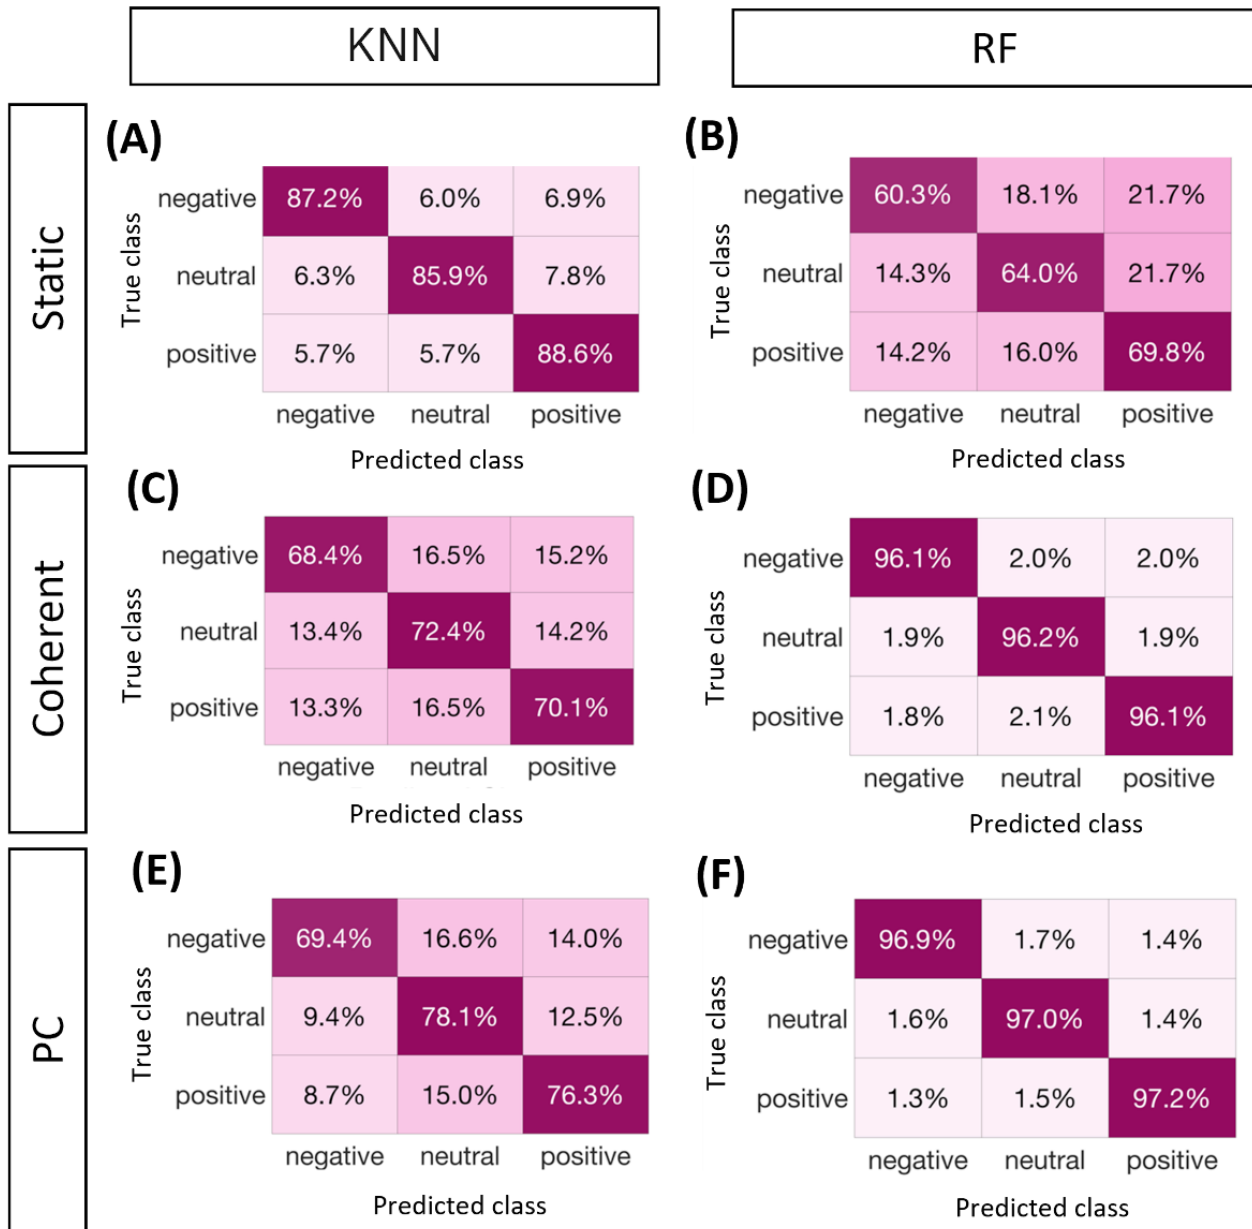 KNN
RF
Static
(A)
True class
negative 87.2% 6.0% 6.9%
neutral 6.3% 85.9% 7.8%
positive 5.7% 5.7% 88.6%
negative neutral positive
Predicted class
(B)
True class
negative 60.3% 18.1% 21.7%
neutral 14.3% 64.0% 21.7%
positive 14.2% 16.0% 69.8%
negative neutral positive
Predicted class
Coherent
(C)
True class
negative 68.4% 16.5% 15.2%
neutral 13.4% 72.4% 14.2%
positive 13.3% 16.5% 70.1%
negative neutral positive
Predicted class
(D)
True class
negative 96.1% 2.0% 2.0%
neutral 1.9% 96.2% 1.9%
positive 1.8% 2.1% 96.1%
negative neutral positive
Predicted class
PC
(E)
True class
negative 69.4% 16.6% 14.0%
neutral 9.4% 78.1% 12.5%
positive 8.7% 15.0% 76.3%
negative neutral positive
Predicted class
(F)
True class
negative 96.9% 1.7% 1.4%
neutral 1.6% 97.0% 1.4%
positive 1.3% 1.5% 97.2%
negative neutral positive
Predicted class